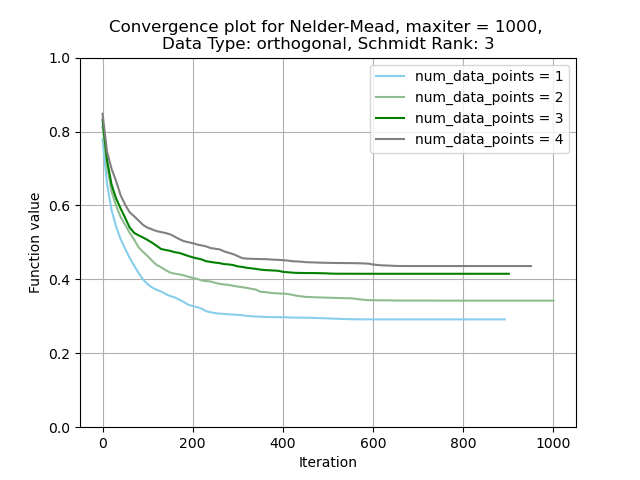 Convergence plot for Nelder-Mead, maxiter = 1000,
Data Type: orthogonal, Schmidt Rank: 3
num_data_points = 1
num_data_points = 2
num_data_points = 3
num_data_points = 4
Function value
1.0
0.8
0.6
0.4
0.2
0.0
0 200 400 600 800 1000
Iteration